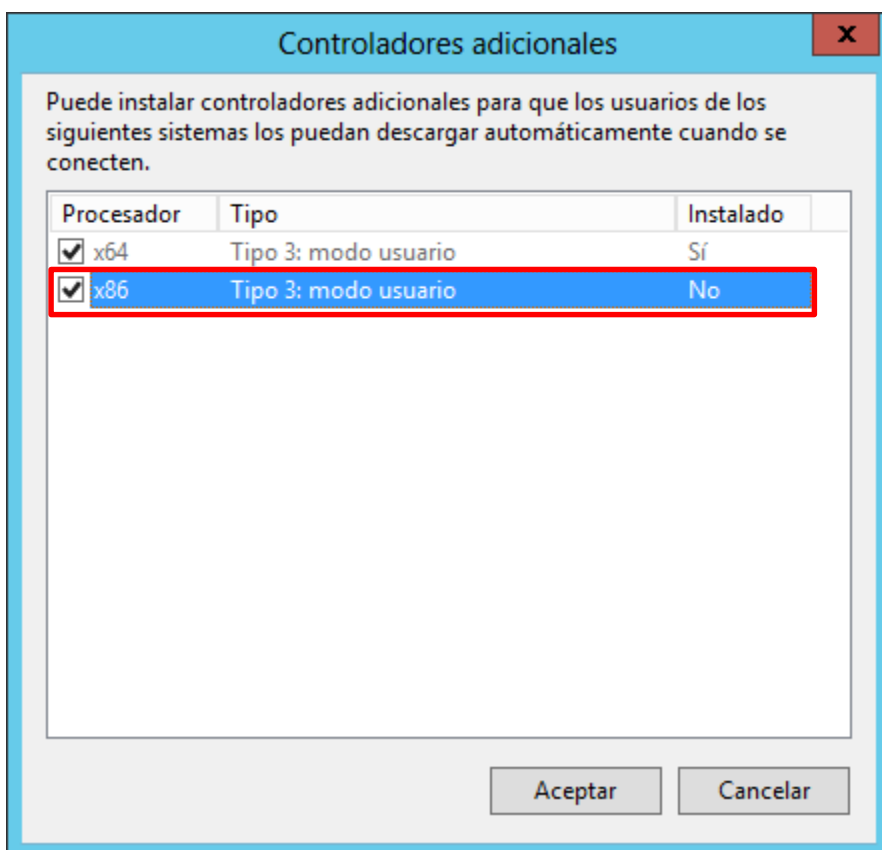 Controladores adicionales
x
Puede instalar controladores adicionales para que los usuarios de los
siguientes sistemas los puedan descargar automáticamente cuando se
conecten.
Procesador Tipo Instalado
x64 Tipo 3: modo usuario Sí
x86 Tipo 3: modo usuario No
Aceptar Cancelar